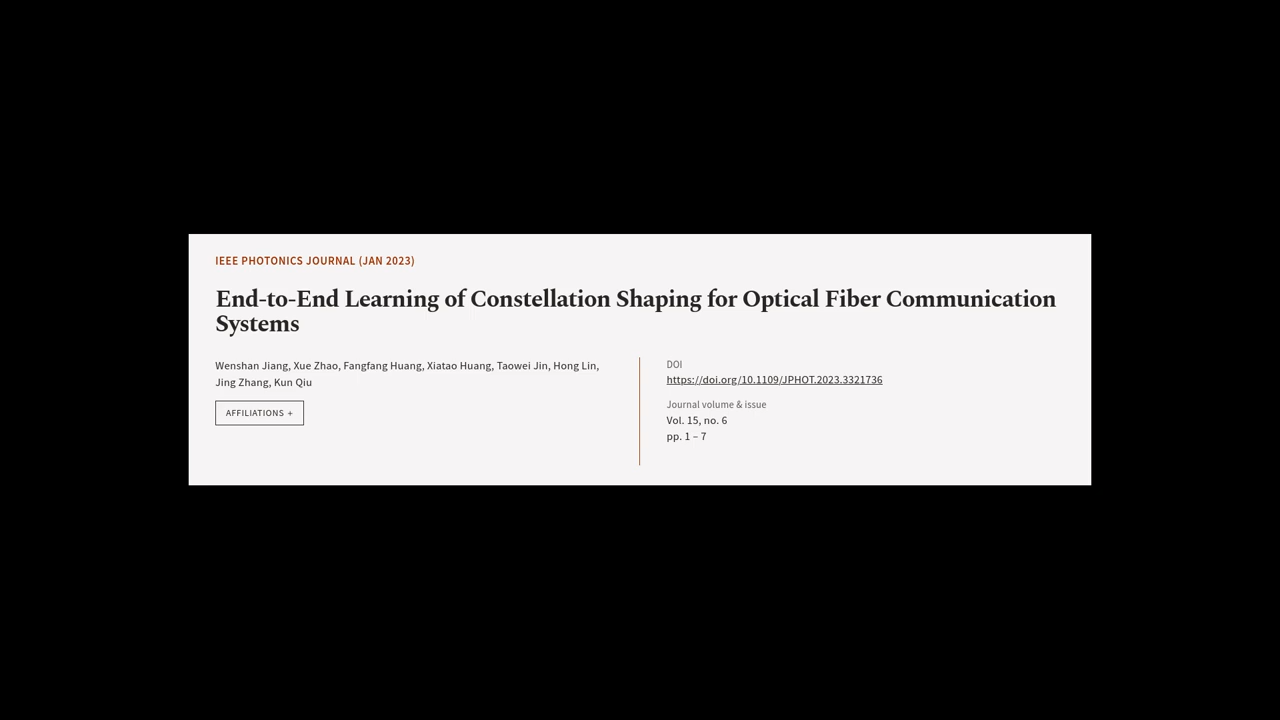 IEEE PHOTONICS JOURNAL (JAN 2023)
End-to-End Learning of Constellation Shaping for Optical Fiber Communication
Systems
Wenshan Jiang, Xue Zhao, Fangfang Huang, Xiatao Huang, Taowei Jin, Hong Lin,
Jing Zhang, Kun Qiu
AFFILIATIONS +
DOI
https://doi.org/10.1109/JPHOT.2023.3321736
Journal volume & issue
Vol. 15, no. 6
pp. 1 – 7